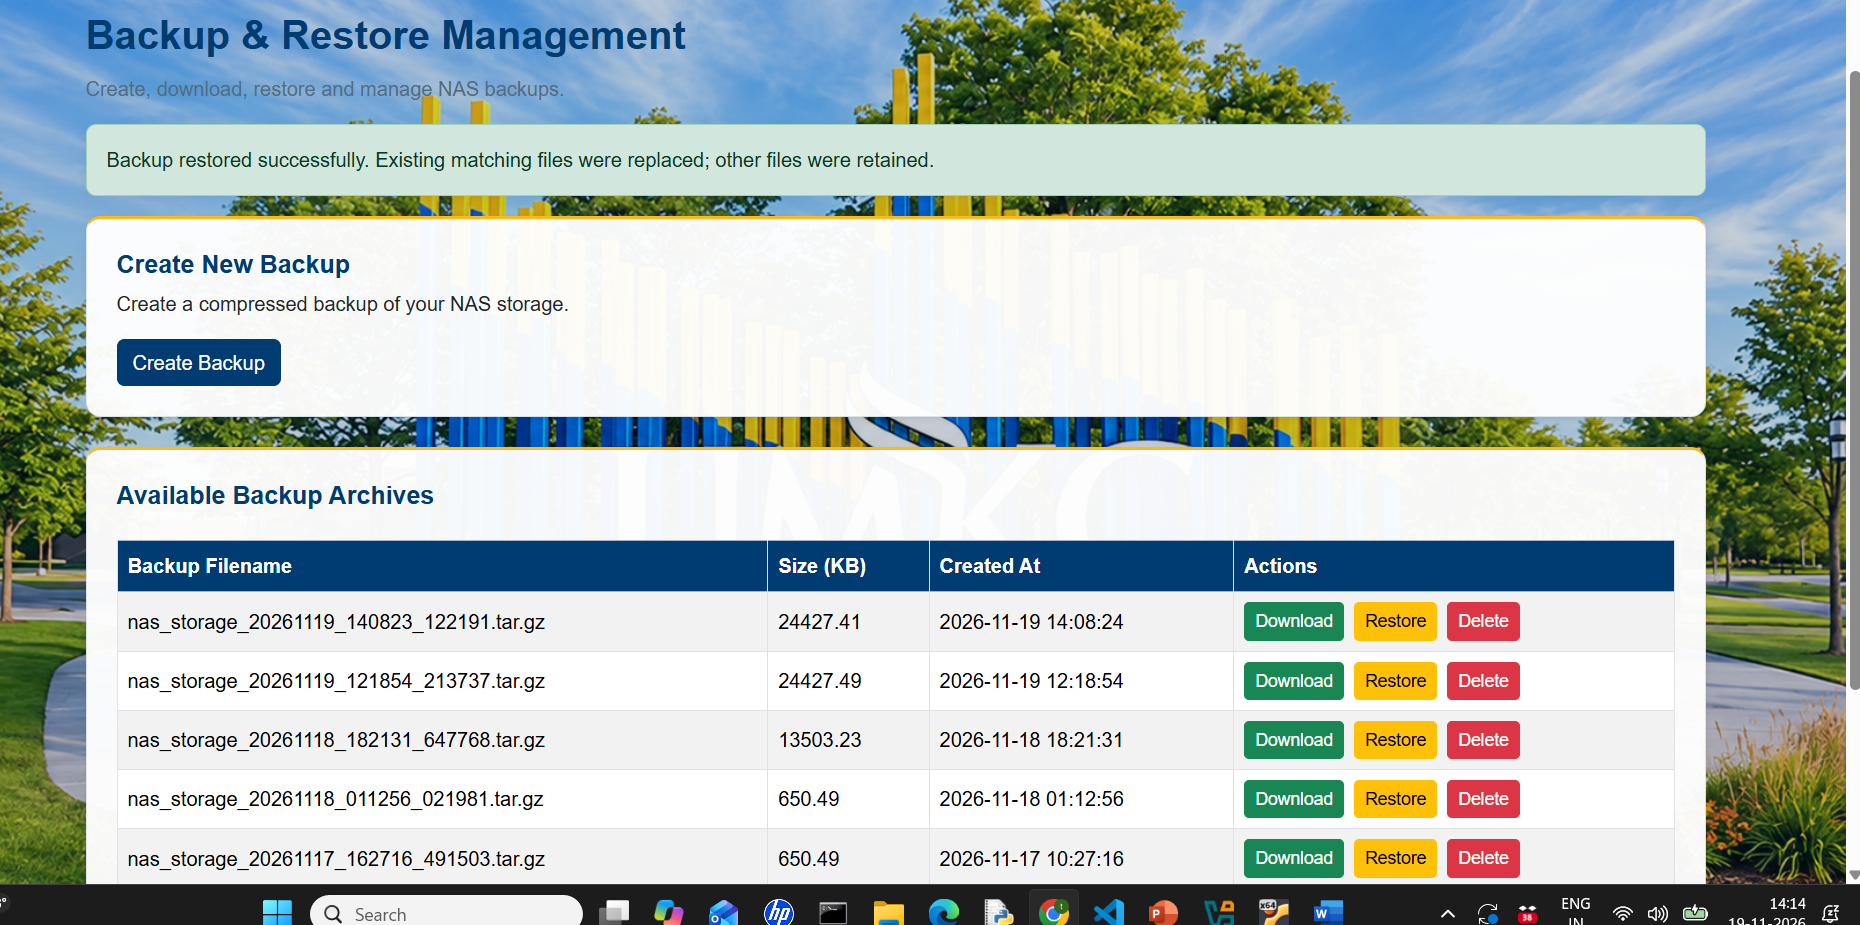 Backup & Restore Management
Create, download, restore and manage NAS backups.
Backup restored successfully. Existing matching files were replaced; other files were retained.
Create New Backup
Create a compressed backup of your NAS storage.
Create Backup
UMKC
Available Backup Archives
Backup Filename Size (KB) Created At Actions
nas_storage_20261119_140823_122191.tar.gz 24427.41 2026-11-19 14:08:24 Download Restore Delete
nas_storage_20261119_121854_213737.tar.gz 24427.49 2026-11-19 12:18:54 Download Restore Delete
nas_storage_20261118_182131_647768.tar.gz 13503.23 2026-11-18 18:21:31 Download Restore Delete
nas_storage_20261118_011256_021981.tar.gz 650.49 2026-11-18 01:12:56 Download Restore Delete
nas_storage_20261117_162716_491503.tar.gz 650.49 2026-11-17 10:27:16 Download Restore Delete
Search
ENG
IN
14:14
19-11-2026